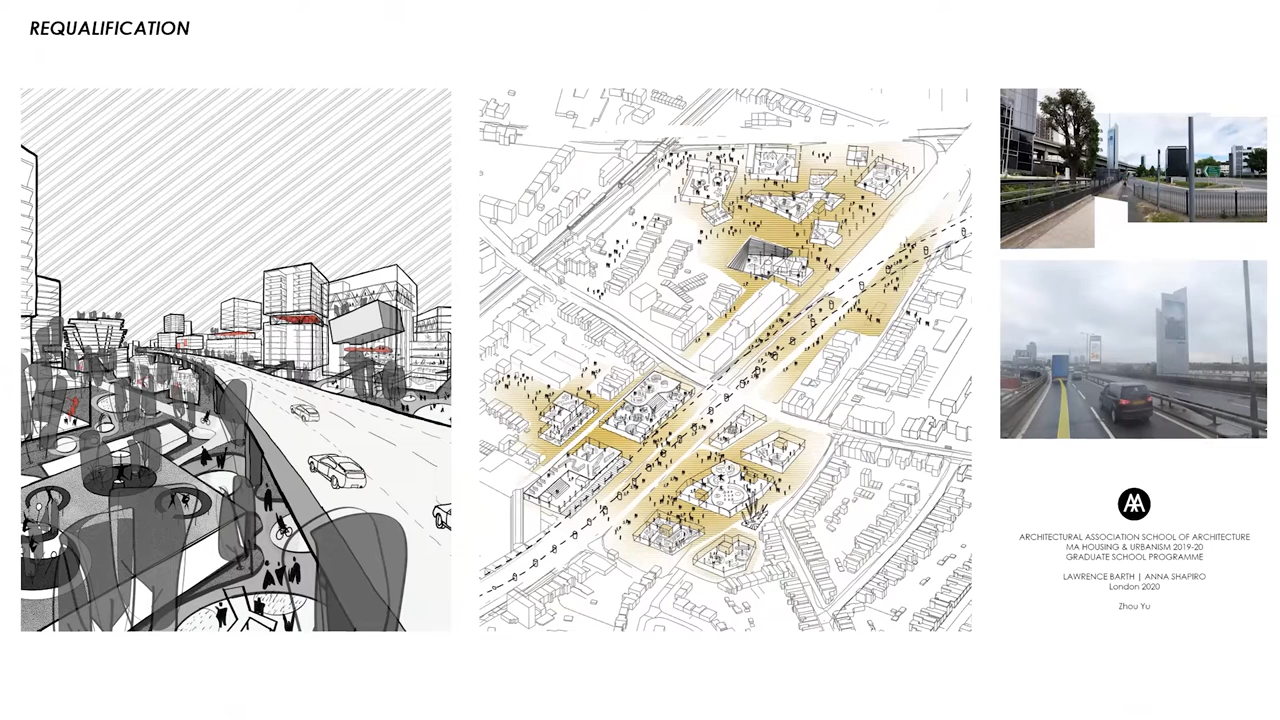 REQUALIFICATION
AA
ARCHITECTURAL ASSOCIATION SCHOOL OF ARCHITECTURE
MA HOUSING & URBANISM 2019-20
GRADUATE SCHOOL PROGRAMME
LAWRENCE BARTH | ANNA SHAPIRO
London 2020
Zhou Yu